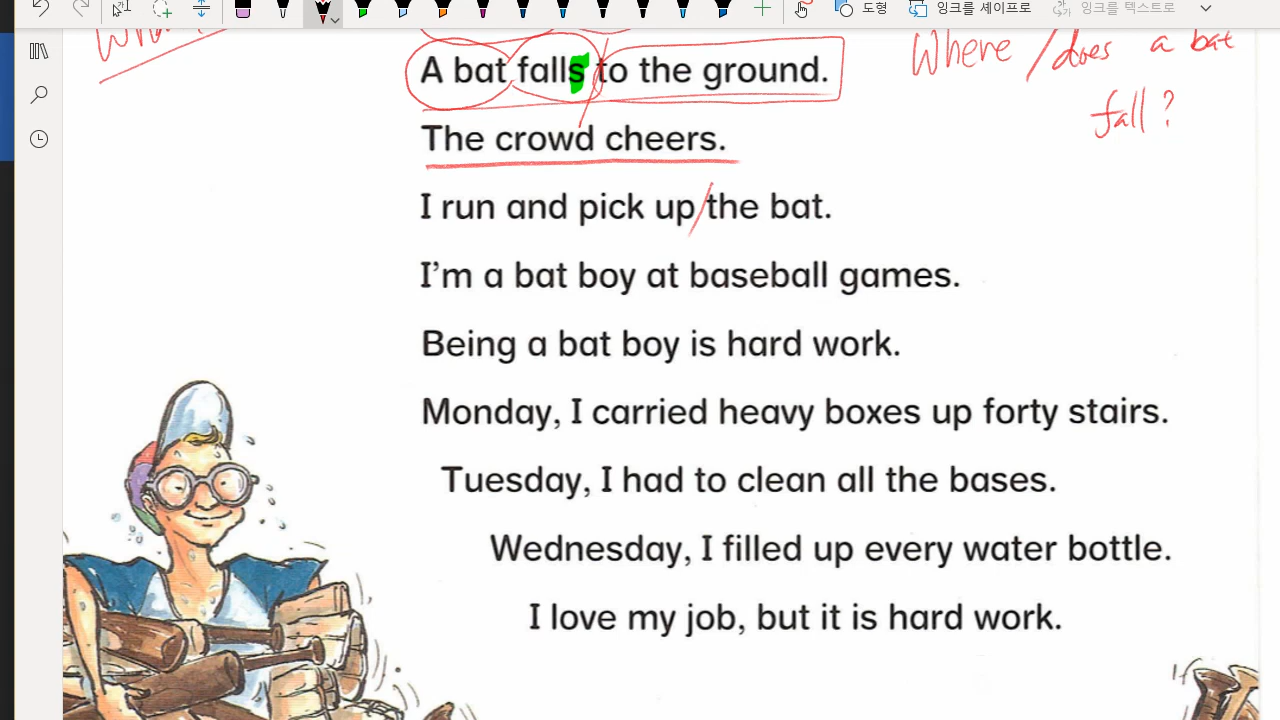 도형 잉크를 셰이프로 잉크를 텍스트로
A bat falls to the ground.
Where / does a bat
fall?
The crowd cheers.
I run and pick up / the bat.
I'm a bat boy at baseball games.
Being a bat boy is hard work.
Monday, I carried heavy boxes up forty stairs.
Tuesday, I had to clean all the bases.
Wednesday, I filled up every water bottle.
I love my job, but it is hard work.